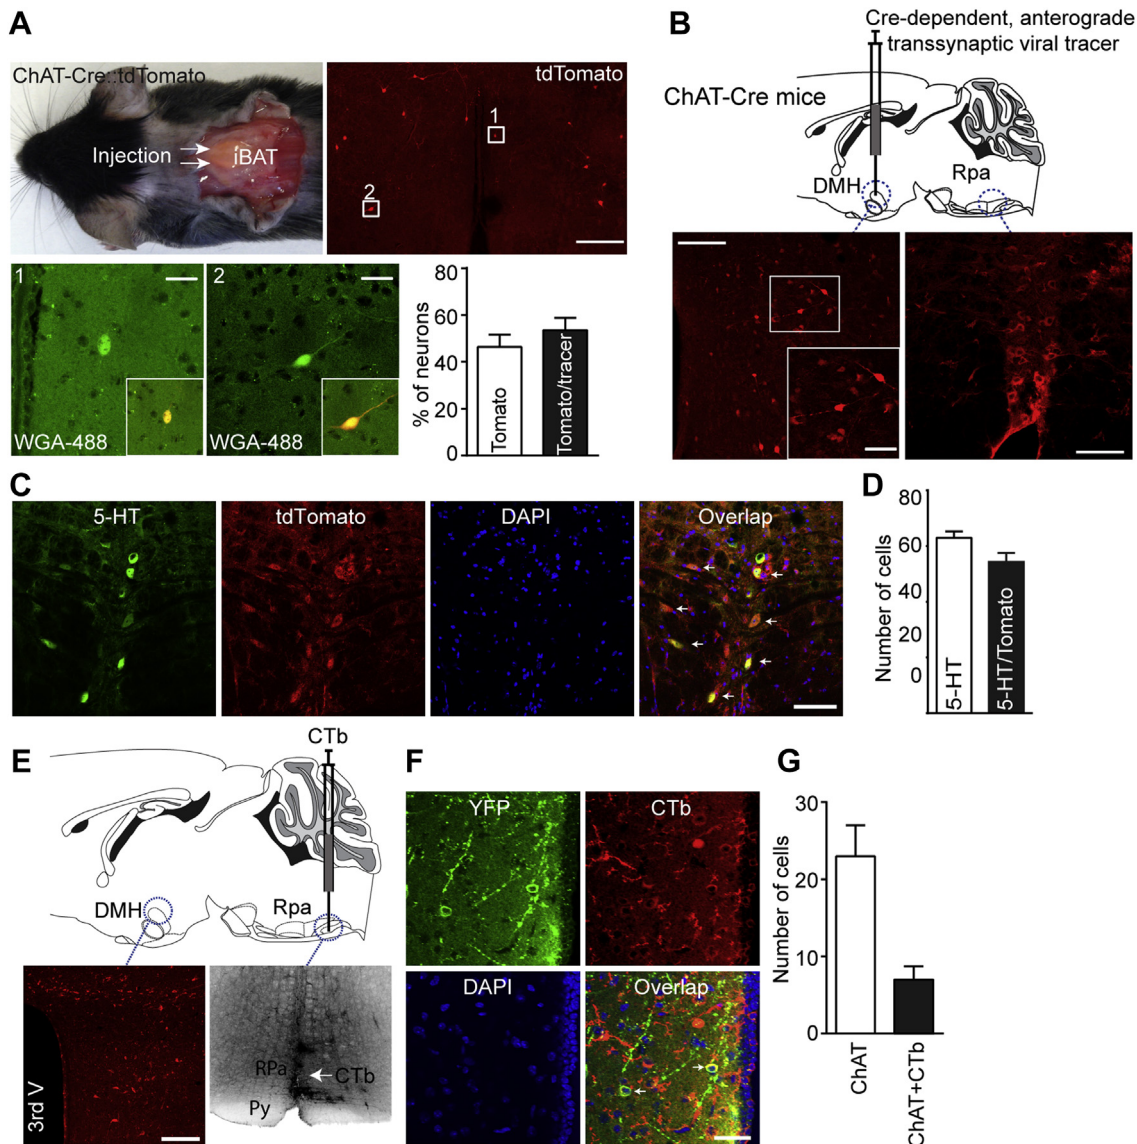 A
ChAT-Cre::tdTomato
Injection
iBAT
tdTomato
1
2
1
WGA-488
2
WGA-488
% of neurons
80
60
40
20
0
Tomato
Tomato/tracer
B
Cre-dependent, anterograde
transsynaptic viral tracer
ChAT-Cre mice
DMH
Rpa
C
5-HT
tdTomato
DAPI
Overlap
D
Number of cells
80
60
40
20
0
5-HT
5-HT/Tomato
E
CTb
DMH
Rpa
3rd V
RPa
CTb
Py
F
YFP
CTb
DAPI
Overlap
G
Number of cells
30
20
10
0
ChAT
ChAT+CTb